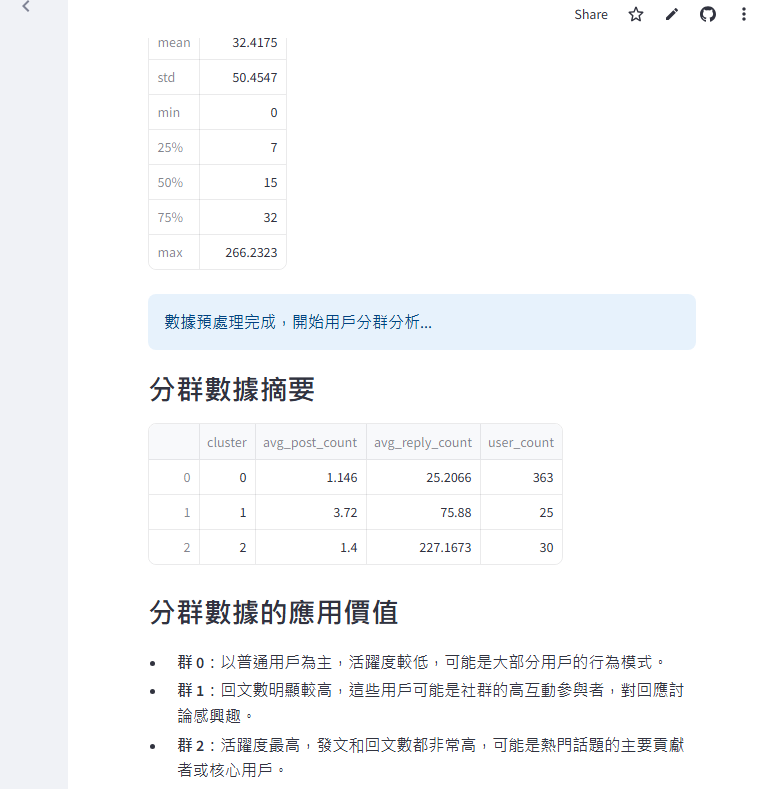 Share
mean 32.4175
std 50.4547
min 0
25% 7
50% 15
75% 32
max 266.2323
數據預處理完成，開始用戶分群分析...
分群數據摘要
cluster avg_post_count avg_reply_count user_count
0 0 1.146 25.2066 363
1 1 3.72 75.88 25
2 2 1.4 227.1673 30
分群數據的應用價值
群 0：以普通用戶為主，活躍度較低，可能是大部分用戶的行為模式。
群 1：回文數明顯較高，這些用戶可能是社群的高互動參與者，對回應討
論感興趣。
群 2：活躍度最高，發文和回文數都非常高，可能是熱門話題的主要貢獻
者或核心用戶。